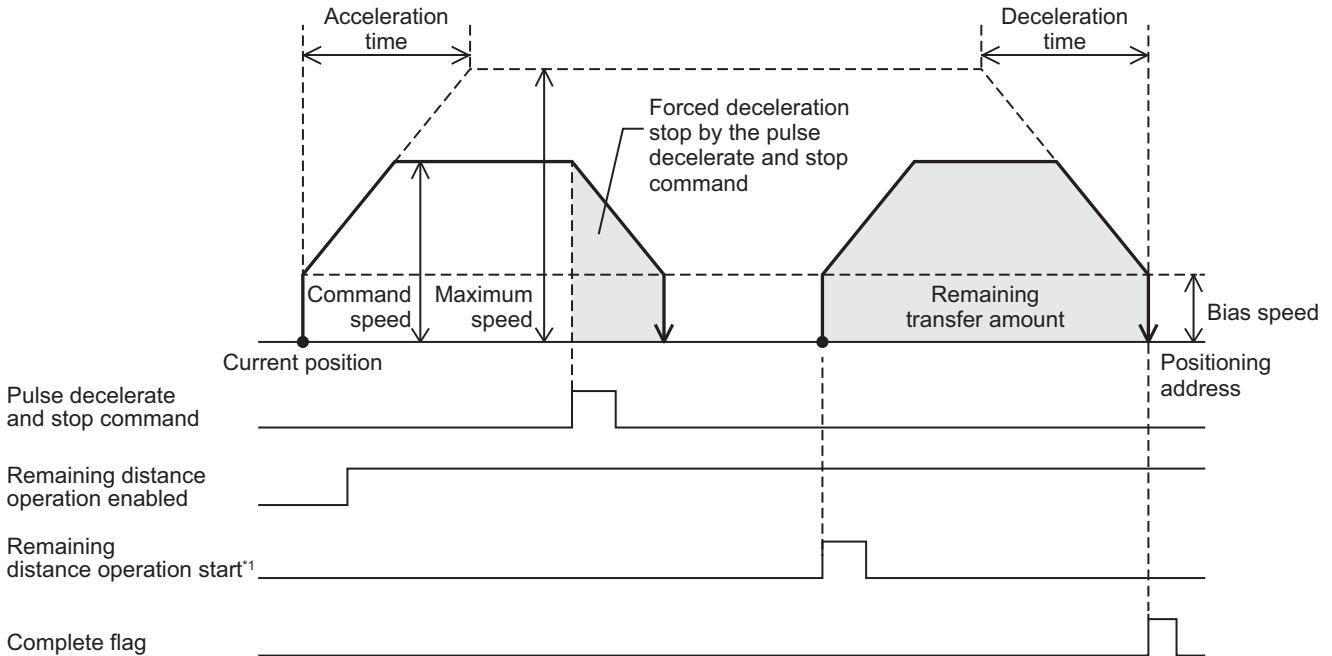 Acceleration
time
Deceleration
time
Forced deceleration
stop by the pulse
decelerate and stop
command
Command
speed
Maximum
speed
Remaining
transfer amount
Bias speed
Current position
Positioning
address
Pulse decelerate
and stop command
Remaining distance
operation enabled
Remaining
distance operation start*1
Complete flag